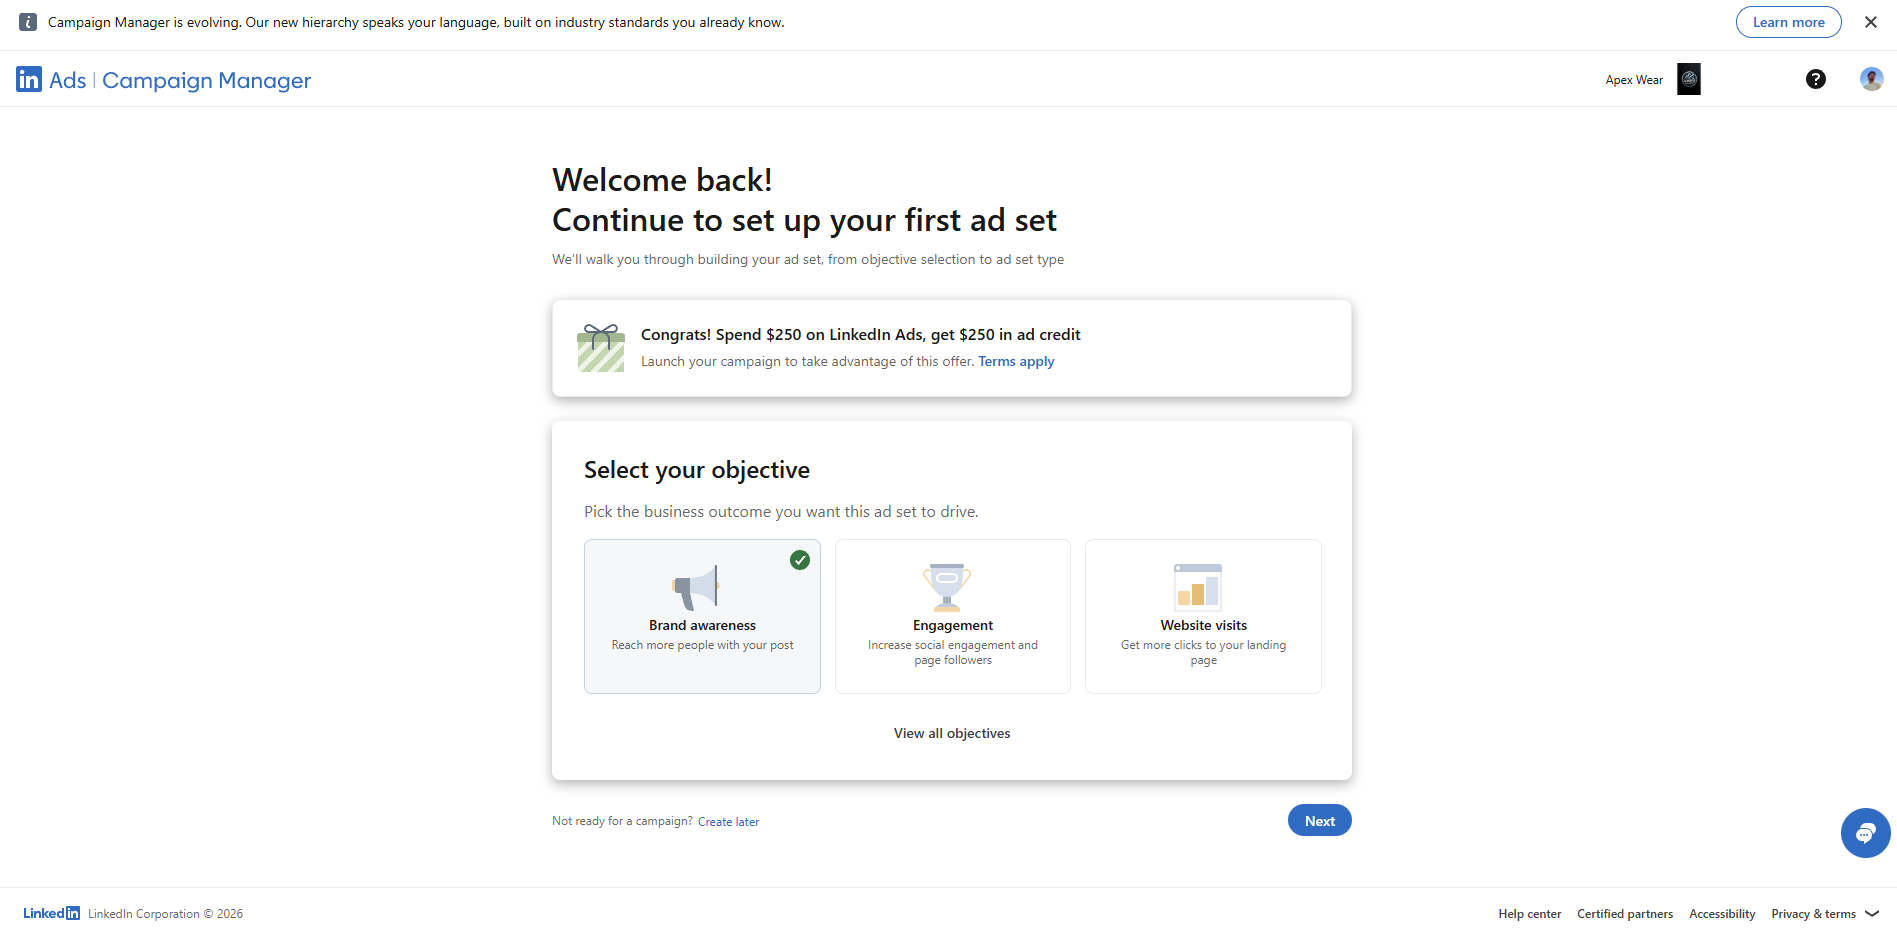 Campaign Manager is evolving. Our new hierarchy speaks your language, built on industry standards you already know.
Learn more
in Ads | Campaign Manager
Apex Wear
Welcome back!
Continue to set up your first ad set
We'll walk you through building your ad set, from objective selection to ad set type
Congrats! Spend $250 on LinkedIn Ads, get $250 in ad credit
Launch your campaign to take advantage of this offer. Terms apply
Select your objective
Pick the business outcome you want this ad set to drive.
Brand awareness
Reach more people with your post
Engagement
Increase social engagement and
page followers
Website visits
Get more clicks to your landing
page
View all objectives
Not ready for a campaign? Create later
Next
LinkedIn LinkedIn Corporation © 2026
Help center
Certified partners
Accessibility
Privacy & terms